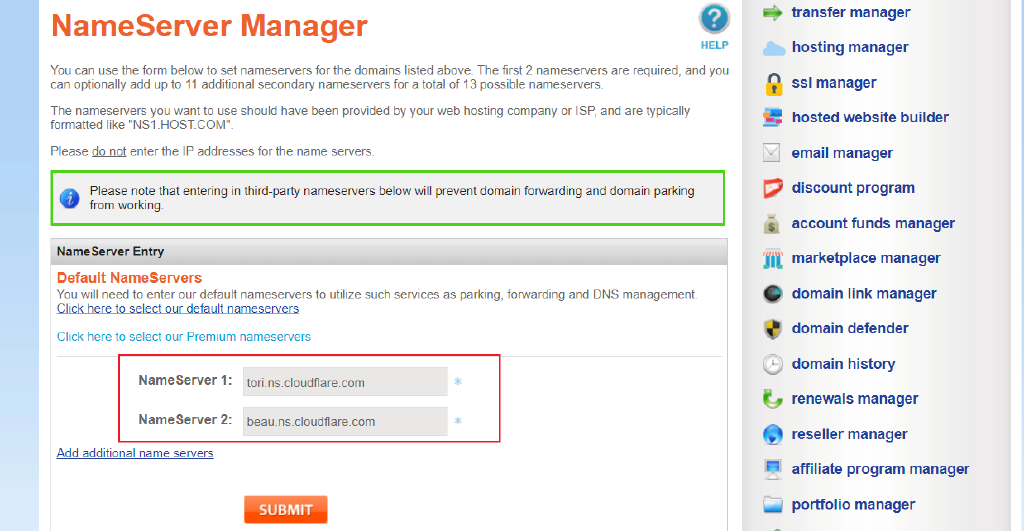 NameServer Manager
HELP
You can use the form below to set nameservers for the domains listed above. The first 2 nameservers are required, and you
can optionally add up to 11 additional secondary nameservers for a total of 13 possible nameservers.
The nameservers you want to use should have been provided by your web hosting company or ISP, and are typically
formatted like "NS1.HOST.COM".
Please do not enter the IP addresses for the name servers.
Please note that entering in third-party nameservers below will prevent domain forwarding and domain parking
from working.
NameServer Entry
Default NameServers
You will need to enter our default nameservers to utilize such services as parking, forwarding and DNS management.
Click here to select our default nameservers
Click here to select our Premium nameservers
NameServer 1: tori.ns.cloudflare.com *
NameServer 2: beau.ns.cloudflare.com *
Add additional name servers
SUBMIT
transfer manager
hosting manager
ssl manager
hosted website builder
email manager
discount program
account funds manager
marketplace manager
domain link manager
domain defender
domain history
renewals manager
reseller manager
affiliate program manager
portfolio manager